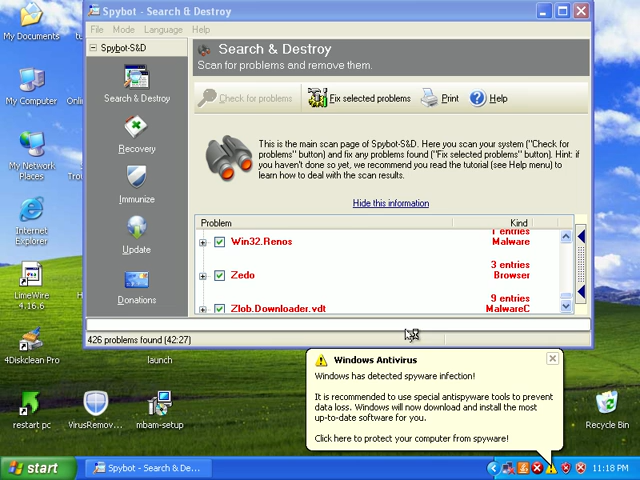 Spybot - Search & Destroy
File Mode Language Help
Spybot-S&D
Search & Destroy
Recovery
Immunize
Update
Donations
Search & Destroy
Scan for problems and remove them.
Check for problems
Fix selected problems
Print
Help
This is the main scan page of Spybot-S&D. Here you scan your system ("Check for
problems" button) and fix any problems found ("Fix selected problems" button). Hint: if
you haven't done so yet, we recommend you read the tutorial (see Help menu) to
learn how to deal with the scan results.
Hide this information
Problem Kind
1 entries
Win32.Renos Malware
3 entries
Zedo Browser
9 entries
Zlob.Downloader.vdt MalwareC
426 problems found (42:27)
My Documents
My Computer
My Network
Places
Internet
Explorer
LimeWire
4.16.6
4Diskclean Pro
launch
restart pc
VirusRemov...
mbam-setup
Recycle Bin
Windows Antivirus
Windows has detected spyware infection!
It is recommended to use special antispyware tools to prevent
data loss. Windows will now download and install the most
up-to-date software for you.
Click here to protect your computer from spyware!
start
Spybot - Search & De...
11:18 PM